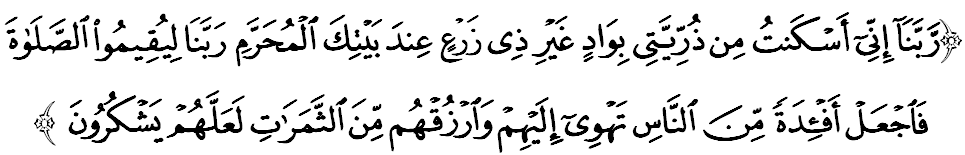 ﴿رَّبَّنَآ إِنِّىٓ أَسْكَنتُ مِن ذُرِّيَّتِى بِوَادٍ غَيْرِ ذِى زَرْعٍ عِندَ بَيْتِكَ ٱلْمُحَرَّمِ رَبَّنَا لِيُقِيمُوا۟ ٱلصَّلَوٰةَ
فَٱجْعَلْ أَفْـِٔدَةً مِّنَ ٱلنَّاسِ تَهْوِىٓ إِلَيْهِمْ وَٱرْزُقْهُم مِّنَ ٱلثَّمَرَٰتِ لَعَلَّهُمْ يَشْكُرُونَ ﴾